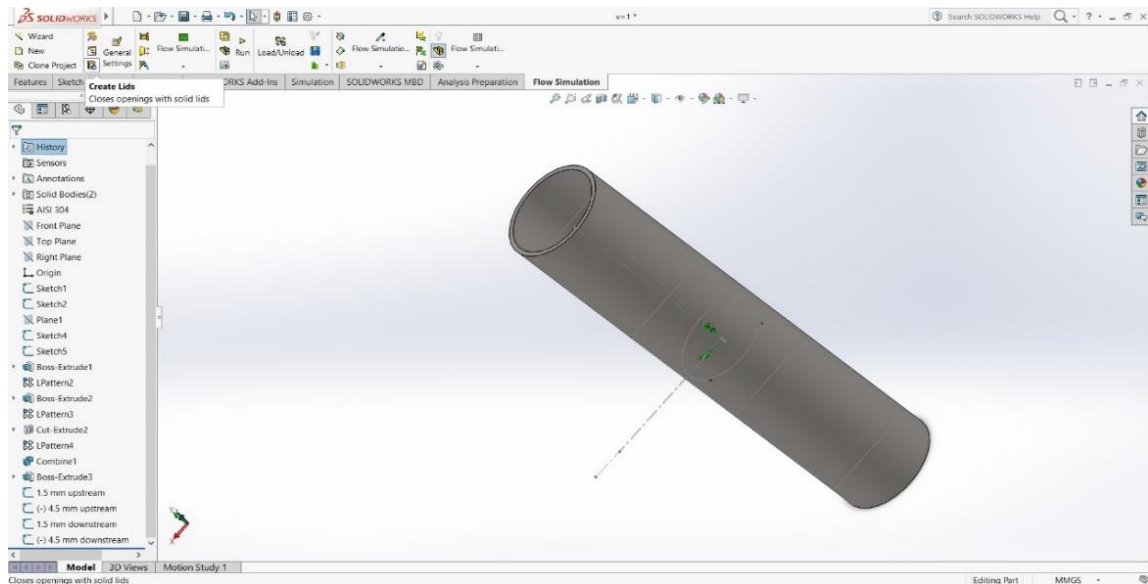 SOLIDWORKS
v=1 *
Search SOLIDWORKS Help
Wizard
New
Clone Project
General Settings
Flow Simulati...
Run
Load/Unload
Flow Simulatio...
Flow Simulati...
Features
Sketch
ORKS Add-Ins
Simulation
SOLIDWORKS MBD
Analysis Preparation
Flow Simulation
Create Lids
Closes openings with solid lids
History
Sensors
Annotations
Solid Bodies(2)
AISI 304
Front Plane
Top Plane
Right Plane
Origin
Sketch1
Sketch2
Plane1
Sketch4
Sketch5
Boss-Extrude1
LPattern2
Boss-Extrude2
LPattern3
Cut-Extrude2
LPattern4
Combine1
Boss-Extrude3
1.5 mm upstream
(-) 4.5 mm upstream
1.5 mm downstream
(-) 4.5 mm downstream
Model
3D Views
Motion Study 1
Closes openings with solid lids
Editing Part
MMGS